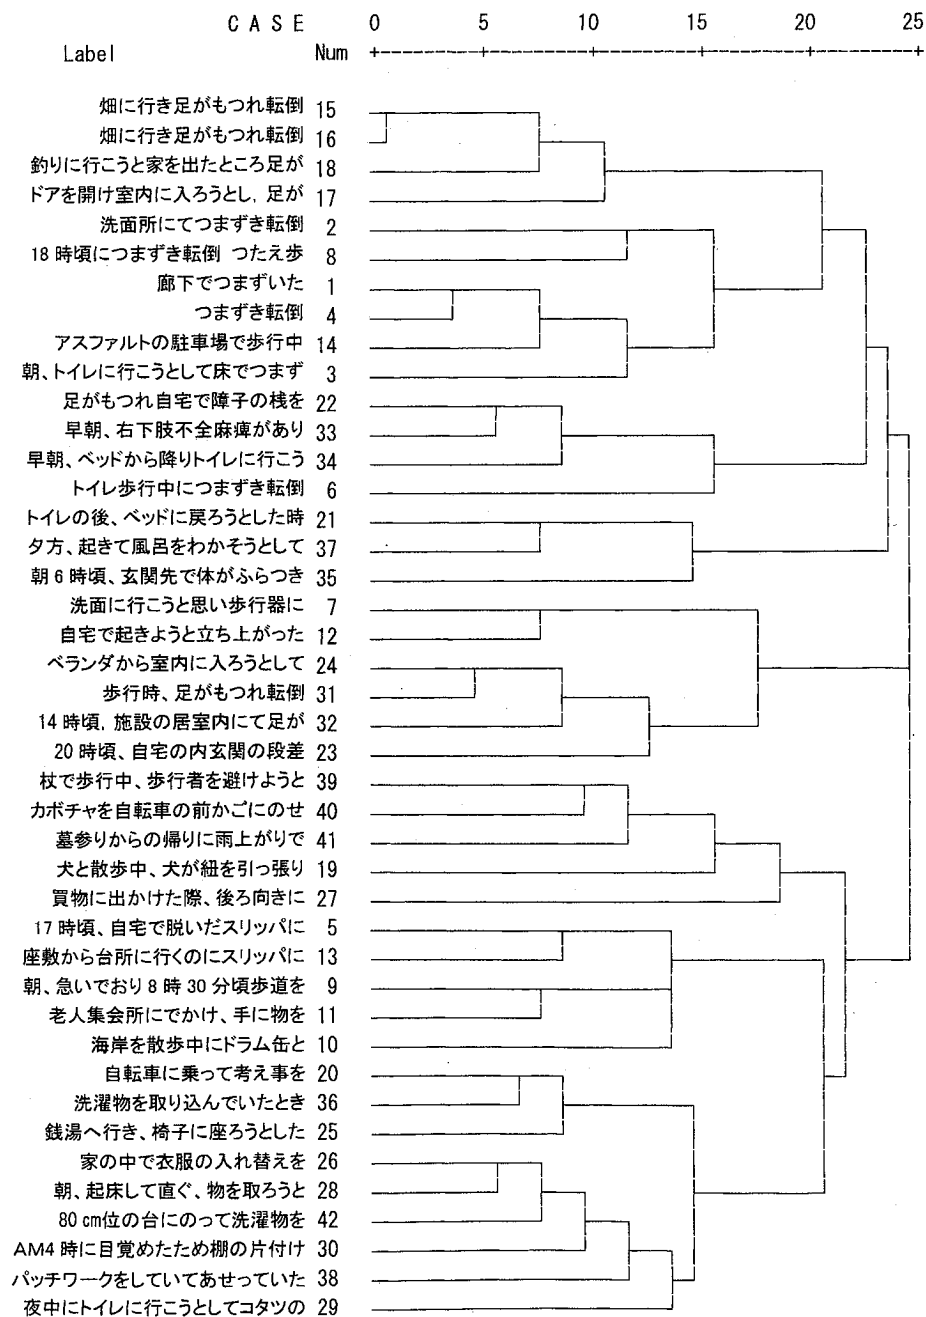 C A S E 0 5 10 15 20 25
Label Num
畑に行き足がもつれ転倒 15
畑に行き足がもつれ転倒 16
釣りに行こうと家を出たところ足が 18
ドアを開け室内に入ろうとし，足が 17
洗面所にてつまずき転倒 2
18時頃につまずき転倒 つたえ歩 8
廊下でつまずいた 1
つまずき転倒 4
アスファルトの駐車場で歩行中 14
朝、トイレに行こうとして床でつまず 3
足がもつれ自宅で障子の桟を 22
早朝、右下肢不全麻痺があり 33
早朝、ベッドから降りトイレに行こう 34
トイレ歩行中につまずき転倒 6
トイレの後、ベッドに戻ろうとした時 21
夕方、起きて風呂をわかそうとして 37
朝6時頃、玄関先で体がふらつき 35
洗面に行こうと思い歩行器に 7
自宅で起きようと立ち上がった 12
ベランダから室内に入ろうとして 24
歩行時、足がもつれ転倒 31
14時頃，施設の居室内にて足が 32
20時頃、自宅の内玄関の段差 23
杖で歩行中、歩行者を避けようと 39
カボチャを自転車の前かごにのせ 40
墓参りからの帰りに雨上がりで 41
犬と散歩中、犬が紐を引っ張り 19
買物に出かけた際、後ろ向きに 27
17時頃、自宅で脱いだスリッパに 5
座敷から台所に行くのにスリッパに 13
朝、急いでおり8時30分頃歩道を 9
老人集会所にでかけ、手に物を 11
海岸を散歩中にドラム缶と 10
自転車に乗って考え事を 20
洗濯物を取り込んでいたとき 36
銭湯へ行き、椅子に座ろうとした 25
家の中で衣服の入れ替えを 26
朝、起床して直ぐ、物を取ろうと 28
80㎝位の台にのって洗濯物を 42
AM4時に目覚めたため棚の片付け 30
パッチワークをしていてあせっていた 38
夜中にトイレに行こうとしてコタツの 29